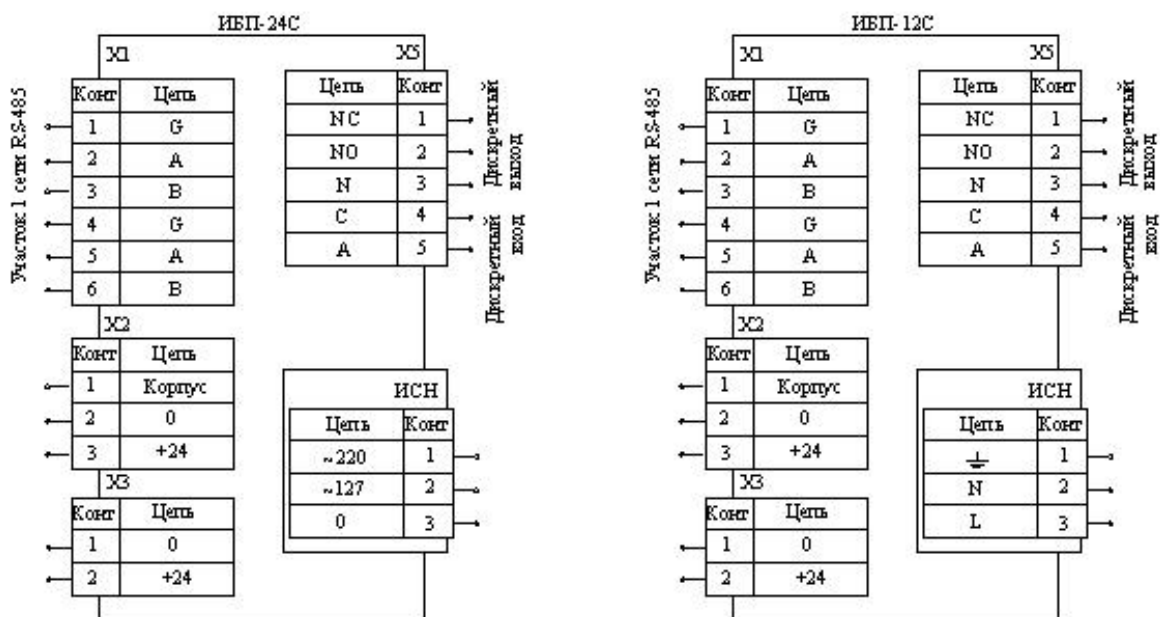 ИБП-24С
X1
Конт Цепь
1 G
2 A
3 B
4 G
5 A
6 B
Участок 1 сети RS-485
X5
Цепь Конт
NC 1
NO 2
N 3
C 4
A 5
Дискретный
выход
Дискретный
вход
X2
Конт Цепь
1 Корпус
2 0
3 +24
X3
Конт Цепь
1 0
2 +24
ИСН
Цепь Конт
~220 1
~127 2
0 3
ИБП-12С
X1
Конт Цепь
1 G
2 A
3 B
4 G
5 A
6 B
Участок 1 сети RS-485
X5
Цепь Конт
NC 1
NO 2
N 3
C 4
A 5
Дискретный
выход
Дискретный
вход
X2
Конт Цепь
1 Корпус
2 0
3 +24
X3
Конт Цепь
1 0
2 +24
ИСН
Цепь Конт
1
N 2
L 3